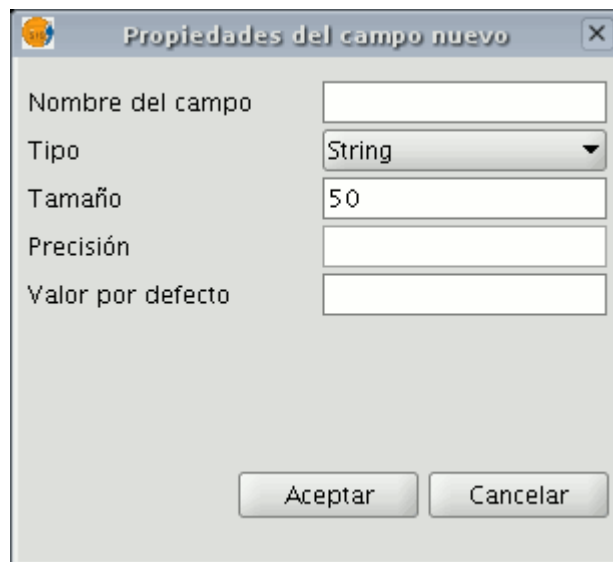 Propiedades del campo nuevo
Nombre del campo
Tipo String
Tamaño 50
Precisión
Valor por defecto
Aceptar Cancelar